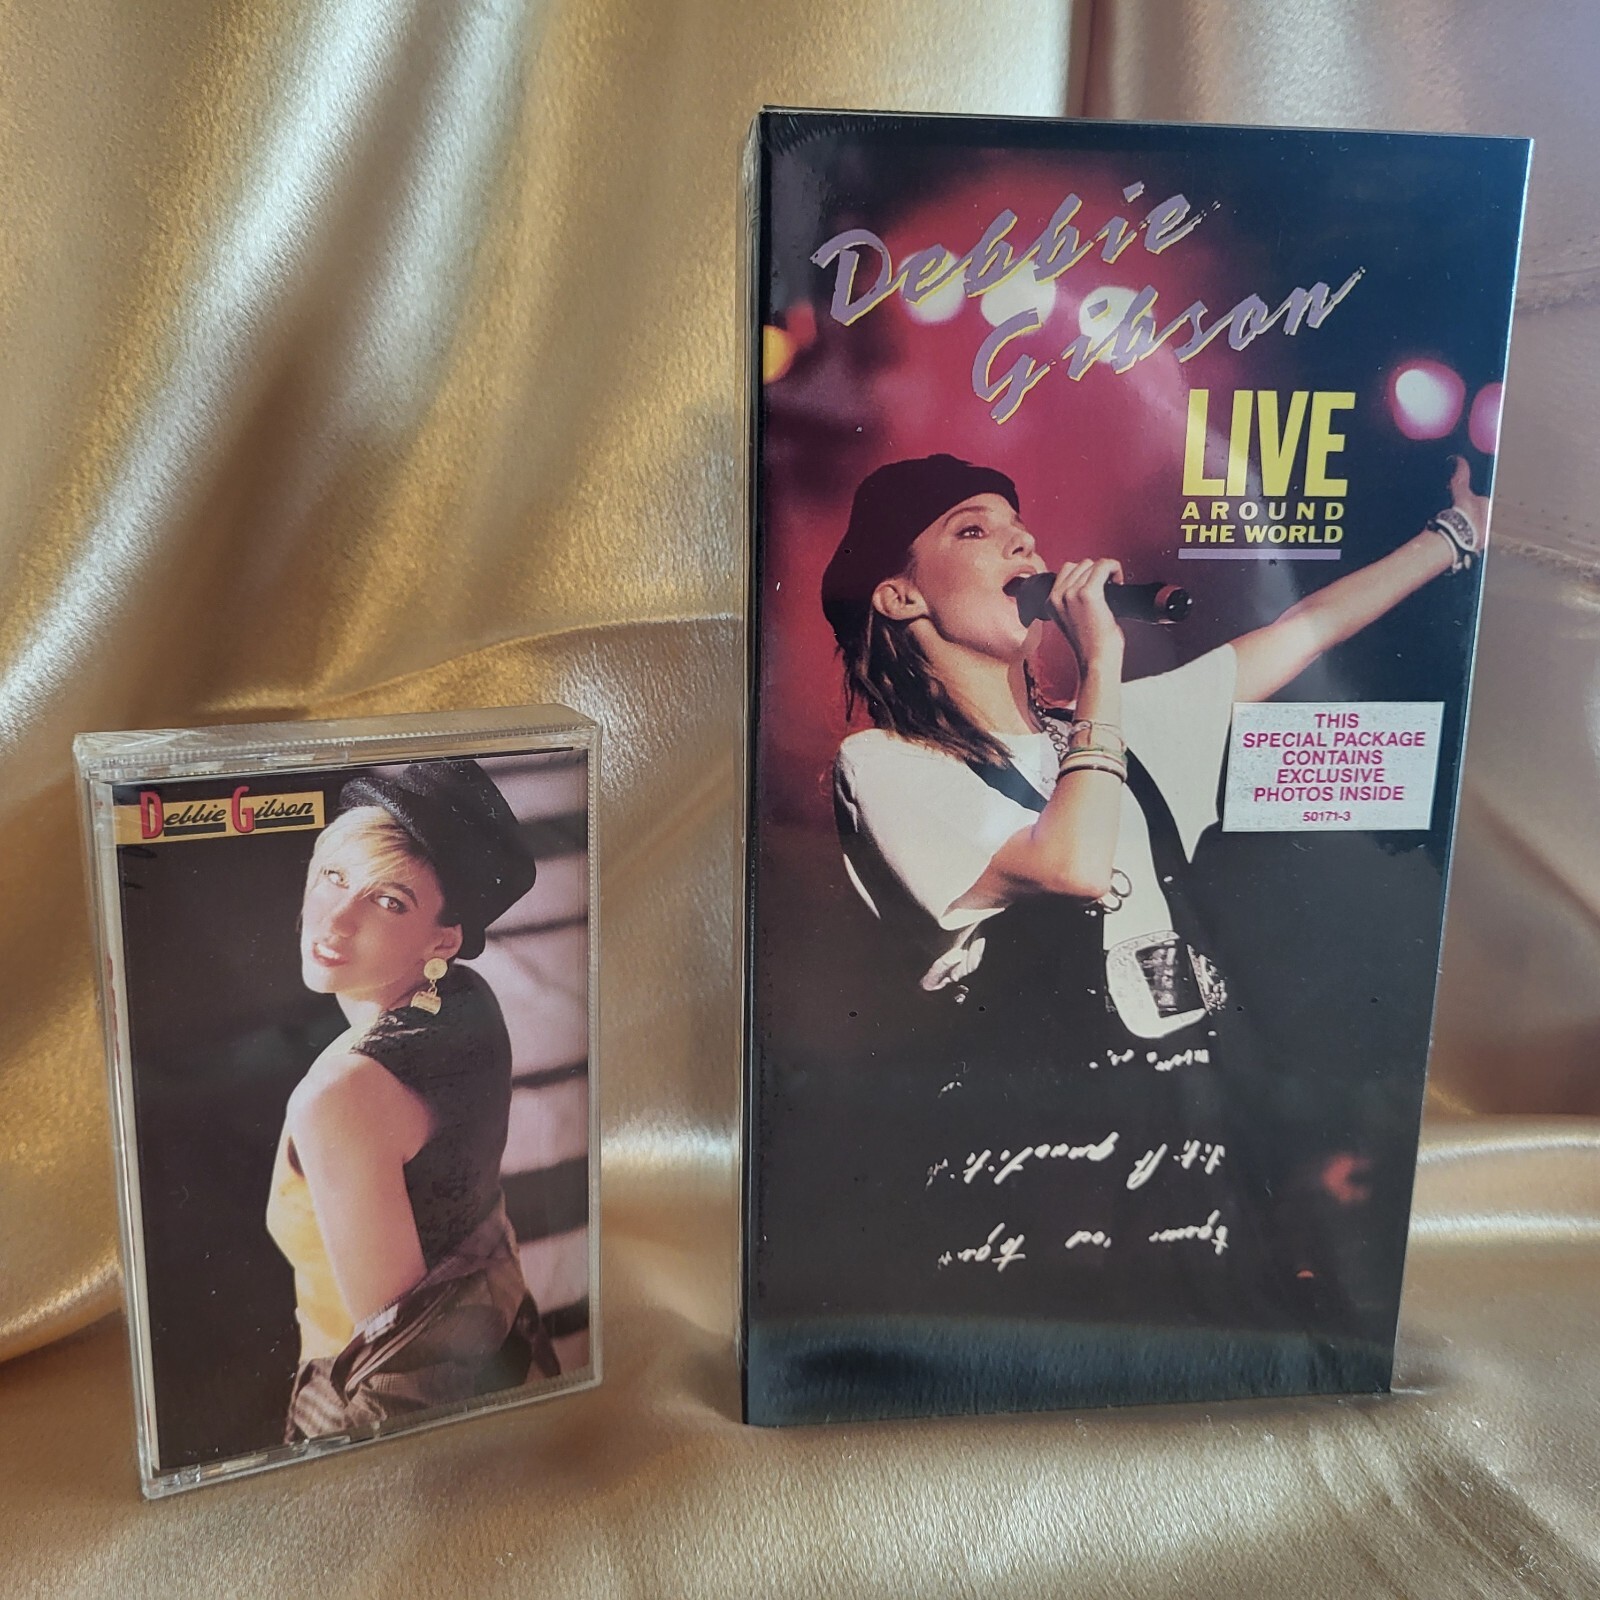 Debbie
Gibson
LIVE
AROUND
THE WORLD
THIS
SPECIAL PACKAGE
CONTAINS
EXCLUSIVE
PHOTOS INSIDE
50171-3
Debbie Gibson